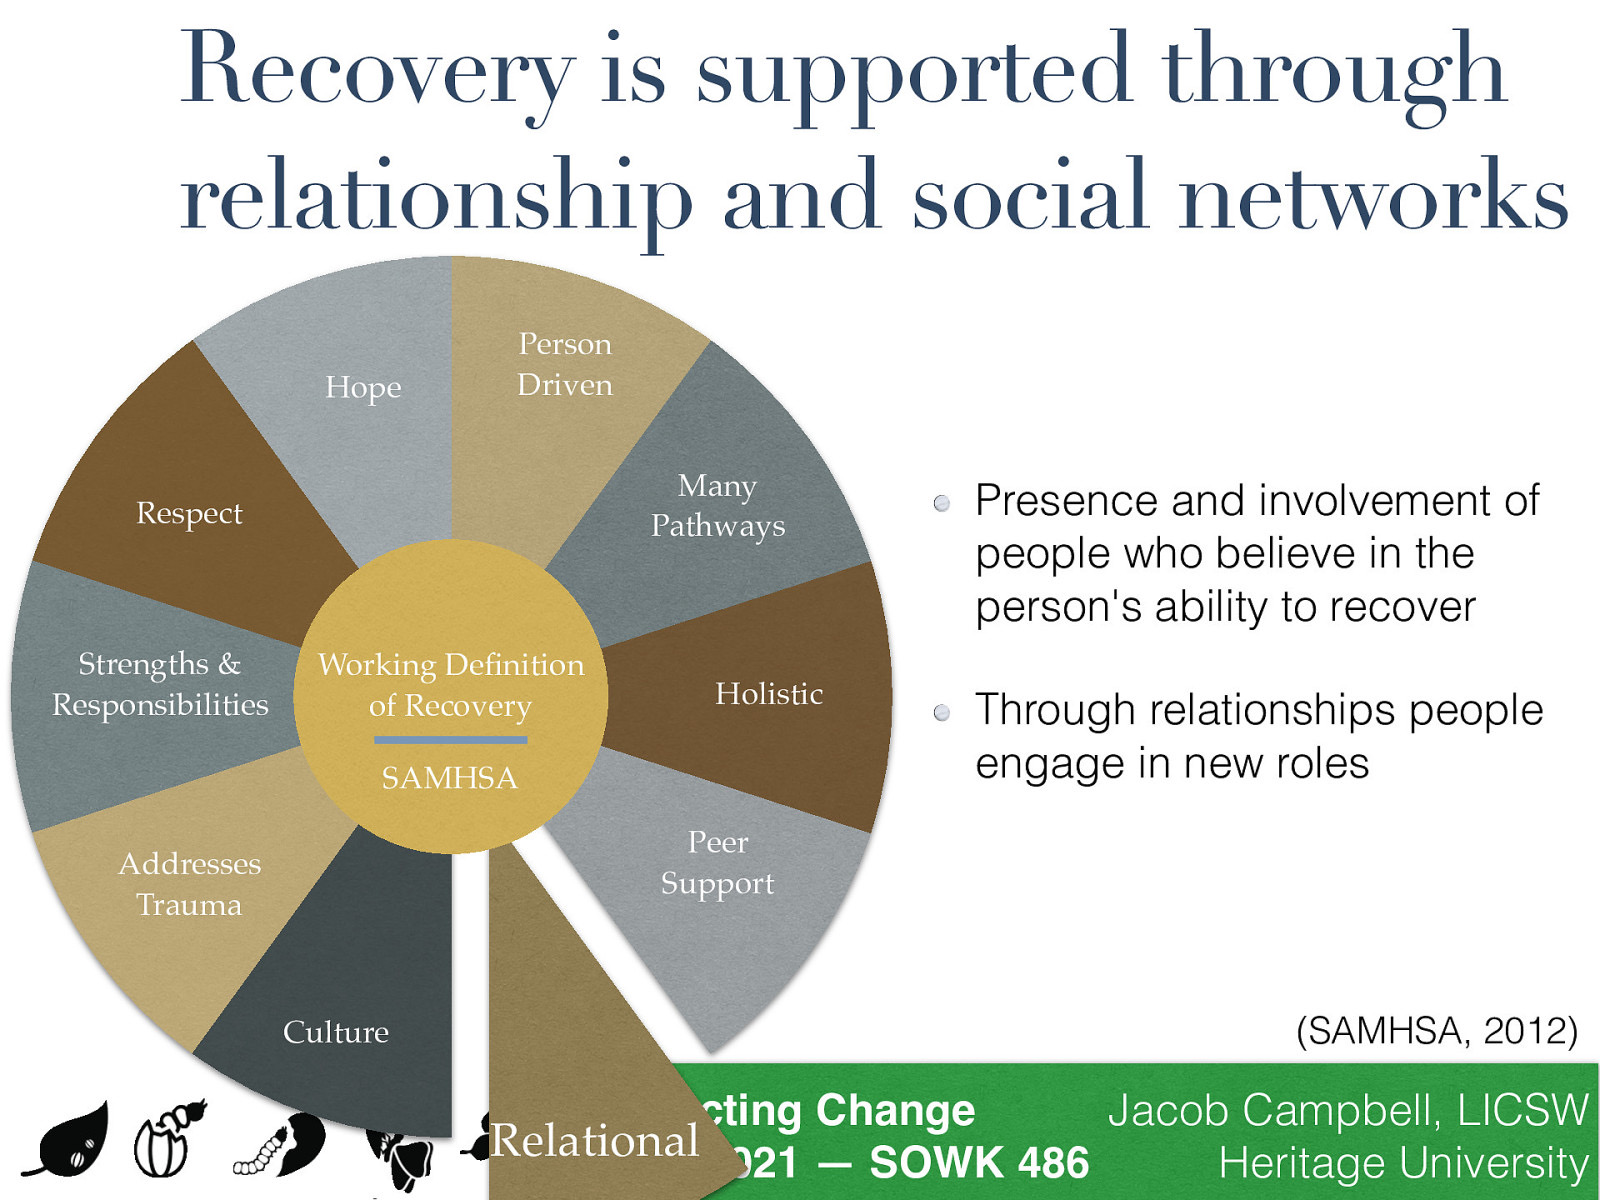 Recovery is supported through
relationship and social networks
Hope
Person
Driven
Many
Pathways
Respect
Strengths &
Responsibilities
Working Definition
of Recovery
SAMHSA
Holistic
Addresses
Trauma
Peer
Support
Culture
Relational
Presence and involvement of
people who believe in the
person's ability to recover
Through relationships people
engage in new roles
(SAMHSA, 2012)
cting Change
021 — SOWK 486
Jacob Campbell, LICSW
Heritage University